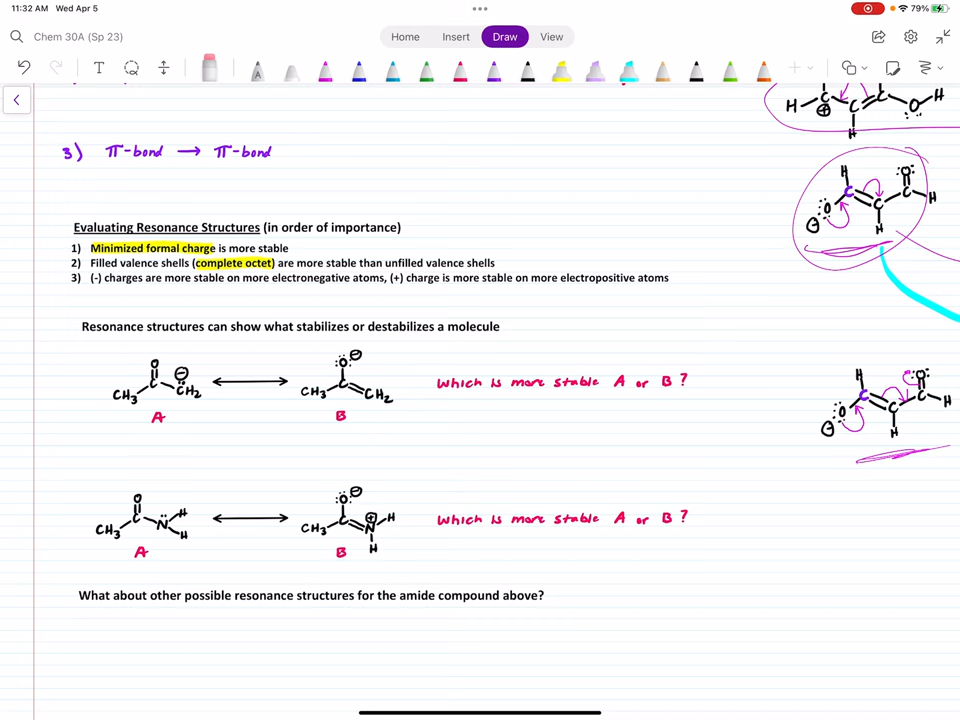 11:32 AM Wed Apr 5
79%
Chem 30A (Sp 23)
Home Insert Draw View
T
A
H C ⊕ C C H O H
3) π-bond → π-bond
H C C H O C H O ⊖
Evaluating Resonance Structures (in order of importance)
1) Minimized formal charge is more stable
2) Filled valence shells (complete octet) are more stable than unfilled valence shells
3) (-) charges are more stable on more electronegative atoms, (+) charge is more stable on more electropositive atoms
Resonance structures can show what stabilizes or destabilizes a molecule
O ⊖ CH3 C CH2
A
O ⊖ CH3 C CH2
B
Which is more stable A or B?
H C C H O C H O ⊖
O CH3 C N H H
A
O ⊖ CH3 C N ⊕ H H
B
Which is more stable A or B?
What about other possible resonance structures for the amide compound above?